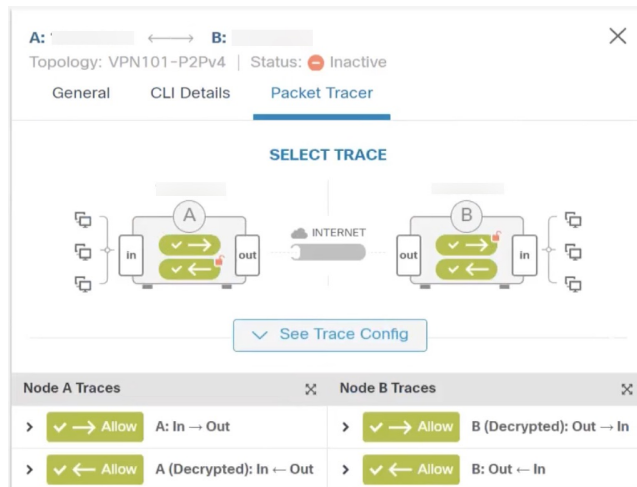 A: B:
Topology: VPN101-P2Pv4 | Status: Inactive
General CLI Details Packet Tracer
SELECT TRACE
A B
INTERNET
in out out in
See Trace Config
Node A Traces Node B Traces
Allow A: In → Out Allow B (Decrypted): Out → In
Allow A (Decrypted): In ← Out Allow B: Out ← In